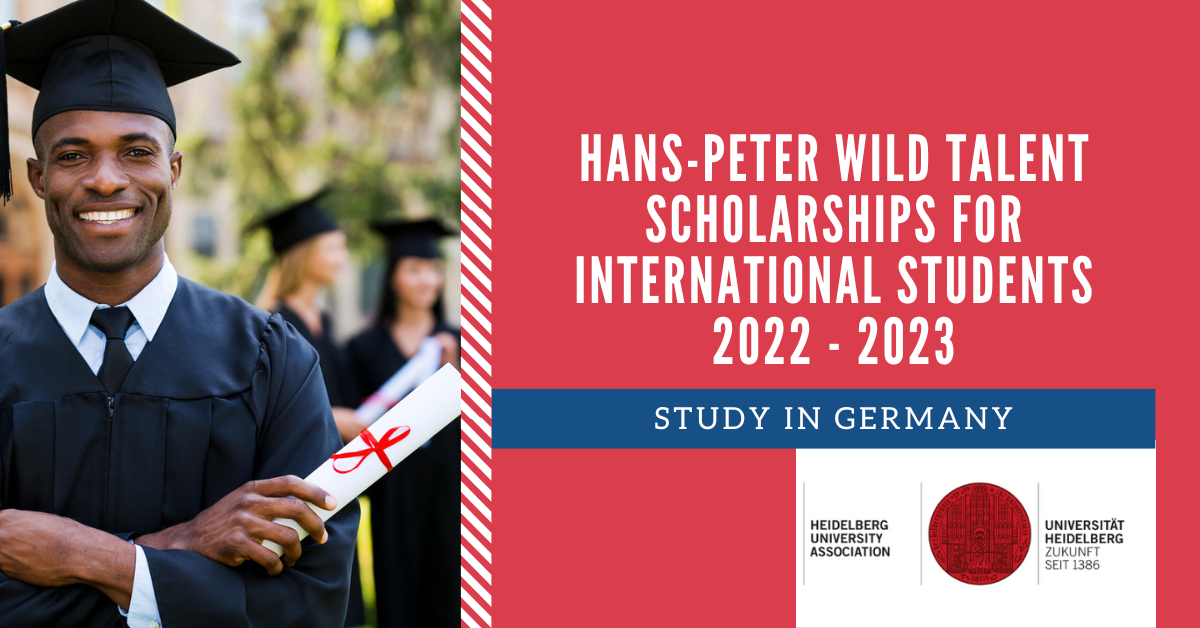 HANS-PETER WILD TALENT
SCHOLARSHIPS FOR
INTERNATIONAL STUDENTS
2022 - 2023
STUDY IN GERMANY
HEIDELBERG
UNIVERSITY
ASSOCIATION
UNIVERSITÄT
HEIDELBERG
ZUKUNFT
SEIT 1386